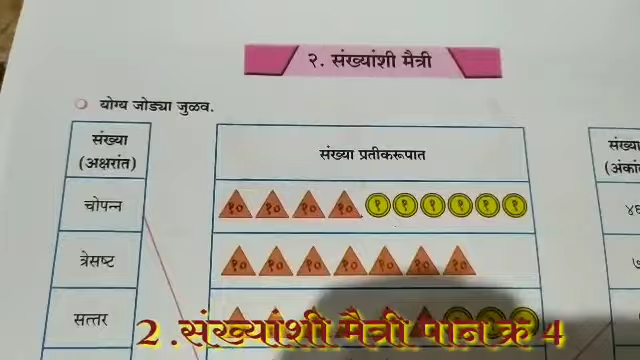 २. संख्यांशी मैत्री
योग्य जोड्या जुळव.
संख्या
(अक्षरांत)
संख्या प्रतीकरूपात
संख्या
चोपन्न
१० १० १० १० १ १ १ १ १ १
त्रेसष्ट
१० १० १० १० १० १० १०
सत्तर
2 .संख्यांशी मैत्री पान क्रं 4